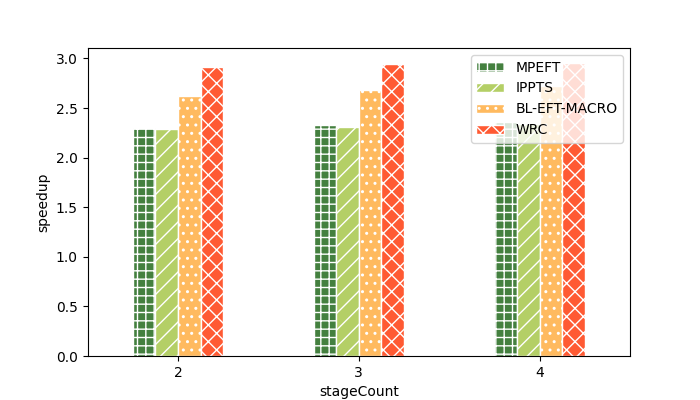 3.0
2.5
2.0
1.5
1.0
0.5
0.0
speedup
2
3
4
stageCount
MPEFT
IPPTS
BL-EFT-MACRO
WRC